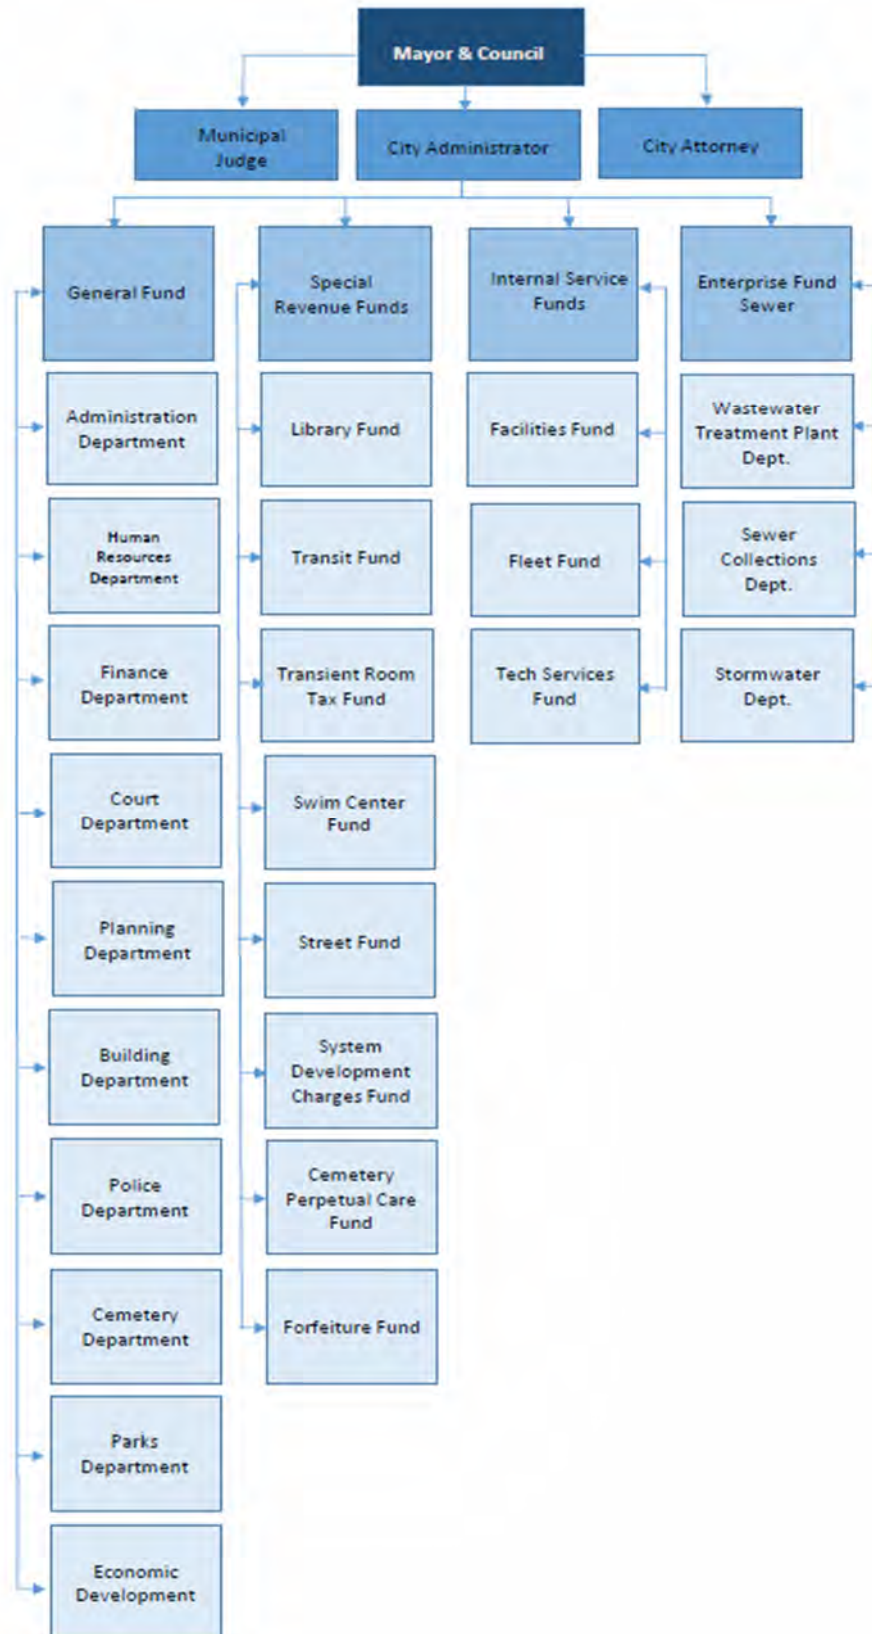 Mayor & Council
Municipal
Judge
City Administrator
City Attorney
General Fund
Special
Revenue Funds
Internal Service
Funds
Enterprise Fund
Sewer
Administration
Department
Library Fund
Facilities Fund
Wastewater
Treatment Plant
Dept.
Human
Resources
Department
Transit Fund
Fleet Fund
Sewer
Collections
Dept.
Finance
Department
Transient Room
Tax Fund
Tech Services
Fund
Stormwater
Dept.
Court
Department
Swim Center
Fund
Planning
Department
Street Fund
Building
Department
System
Development
Charges Fund
Police
Department
Cemetery
Perpetual Care
Fund
Cemetery
Department
Forfeiture Fund
Parks
Department
Economic
Development